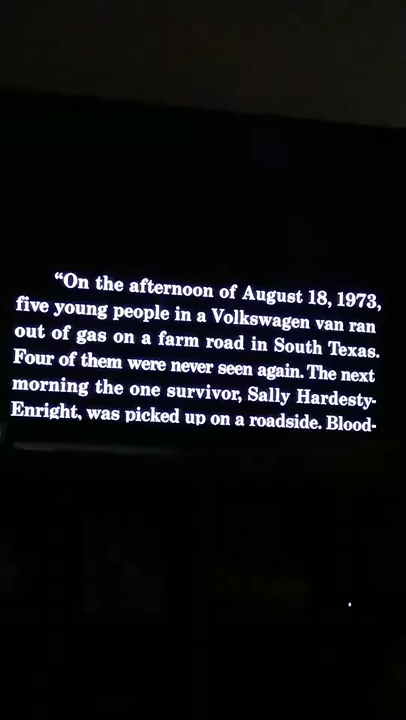 “On the afternoon of August 18, 1973,
five young people in a Volkswagen van ran
out of gas on a farm road in South Texas.
Four of them were never seen again. The next
morning the one survivor, Sally Hardesty-
Enright, was picked up on a roadside. Blood-